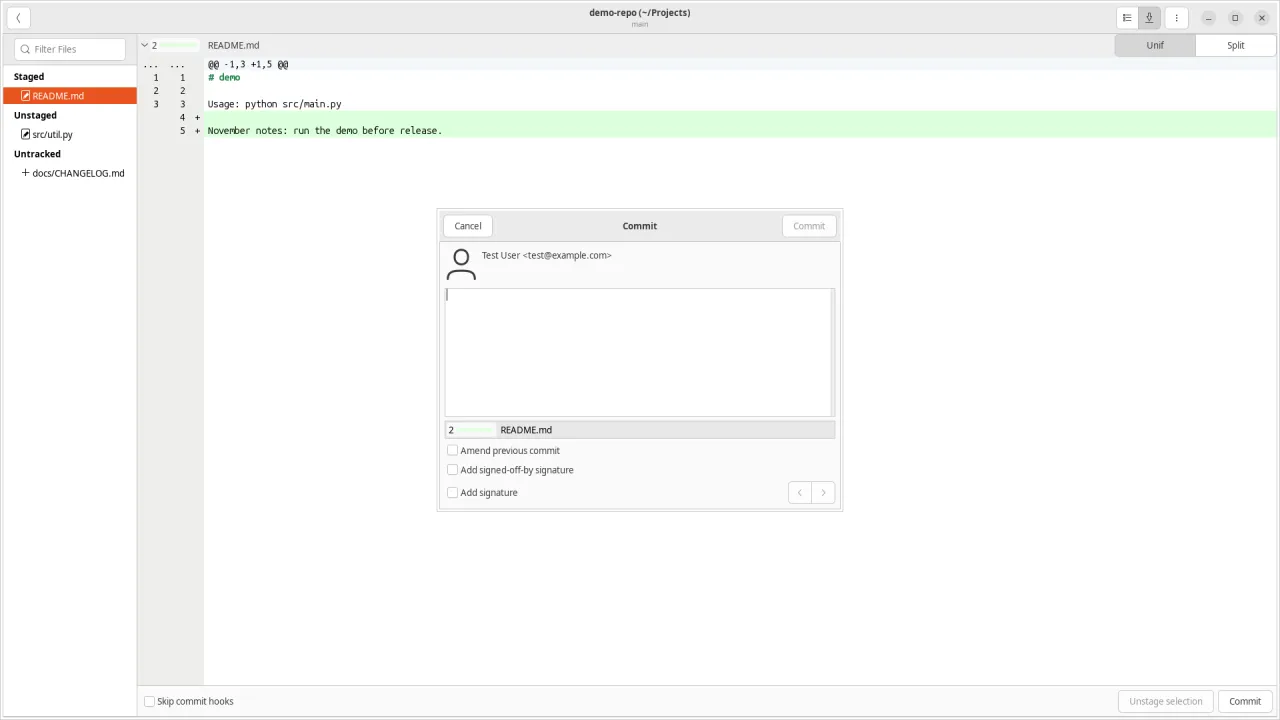 demo-repo (~/Projects)
main
Filter Files
2 README.md
Unif
Split
Staged
README.md
Unstaged
src/util.py
Untracked
docs/CHANGELOG.md
... ... @@ -1,3 +1,5 @@
1 1 # demo
2 2
3 3 Usage: python src/main.py
4 +
5 + November notes: run the demo before release.
Cancel
Commit
Commit
Test User <test@example.com>
2 README.md
Amend previous commit
Add signed-off-by signature
Add signature
Skip commit hooks
Unstage selection
Commit